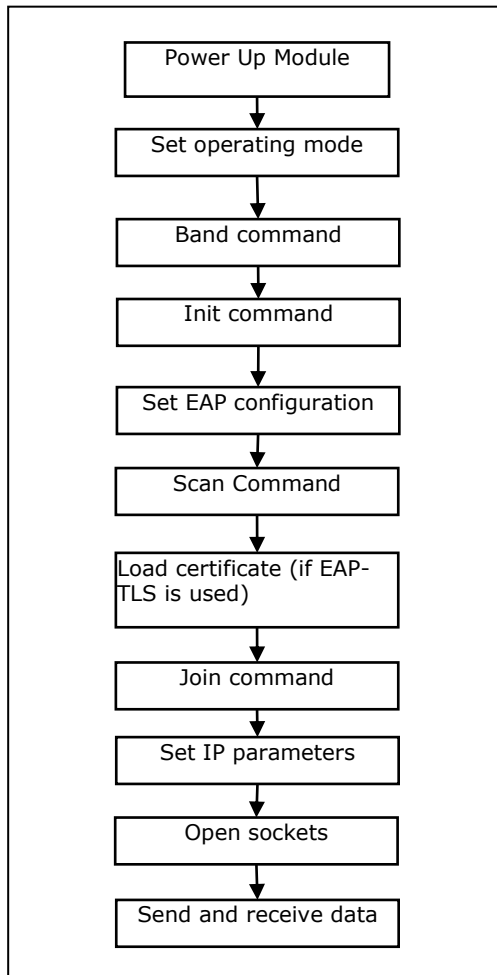 Power Up Module
Set operating mode
Band command
Init command
Set EAP configuration
Scan Command
Load certificate (if EAP-
TLS is used)
Join command
Set IP parameters
Open sockets
Send and receive data